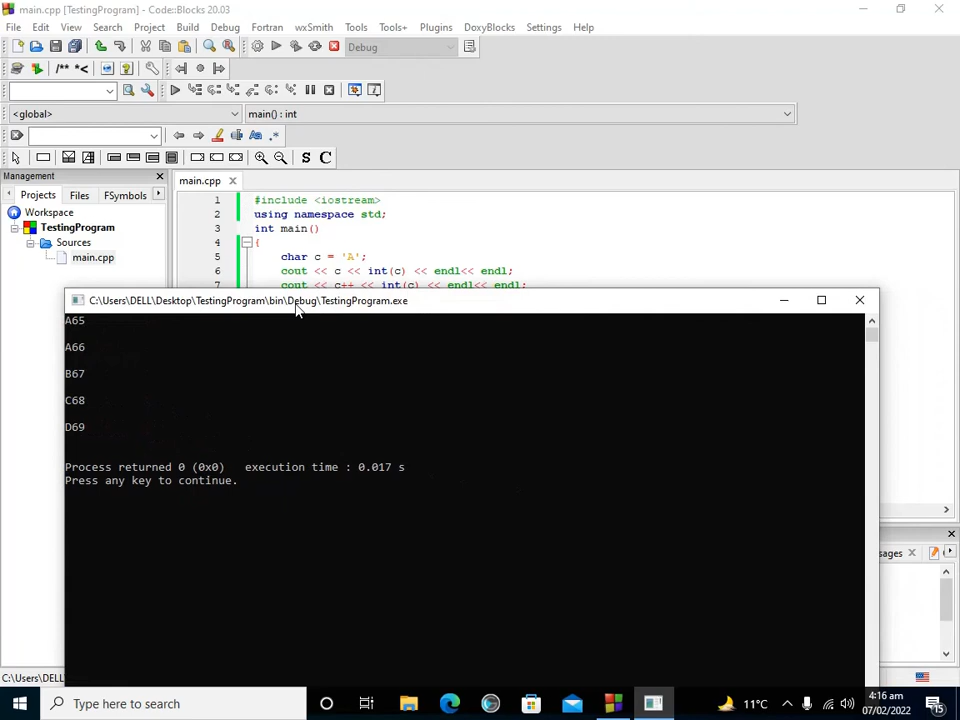 main.cpp [TestingProgram] - Code::Blocks 20.03
File Edit View Search Project Build Debug Fortran wxSmith Tools Tools+ Plugins DoxyBlocks Settings Help
Debug
/** *<
<global>
main() : int
.*
S C
Management
Projects Files FSymbols
main.cpp
Workspace
TestingProgram
Sources
main.cpp
1 #include <iostream>
2 using namespace std;
3 int main()
4 {
5 char c = 'A';
6 cout << c << int(c) << endl<< endl;
7 cout << c++ << int(c) << endl<< endl;
C:\Users\DELL\Desktop\TestingProgram\bin\Debug\TestingProgram.exe
A65
A66
B67
C68
D69
Process returned 0 (0x0) execution time : 0.017 s
Press any key to continue.
ssages
C:\Users\DELL
Type here to search
11°C
4:16 am
07/02/2022
15